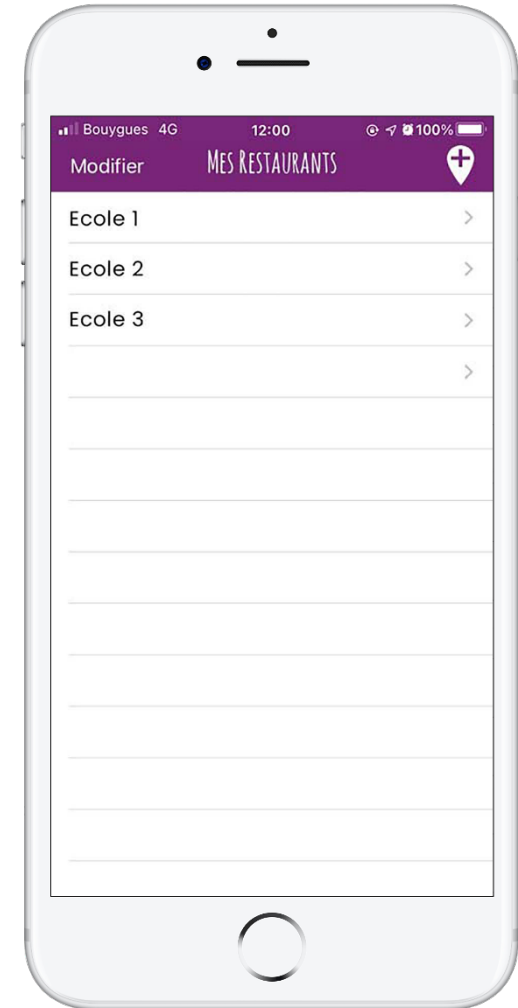 Bouygues 4G 12:00 100%
Modifier MES RESTAURANTS
Ecole 1
Ecole 2
Ecole 3